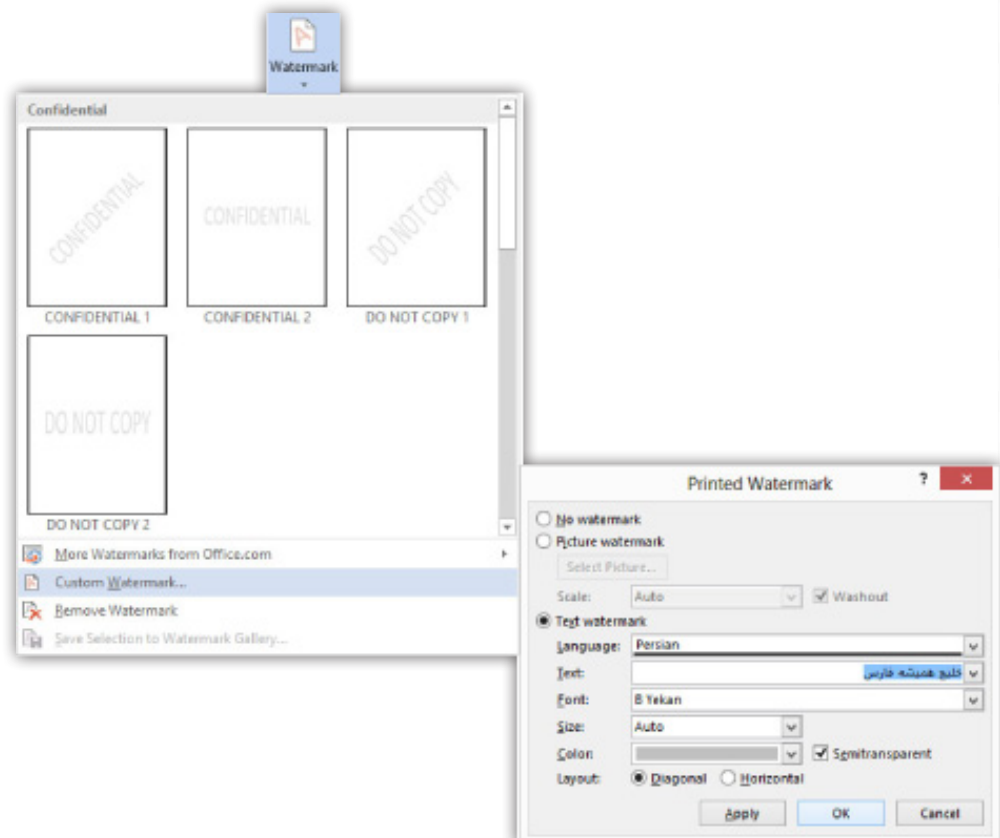 Watermark
Confidential
CONFIDENTIAL
CONFIDENTIAL
DO NOT COPY
CONFIDENTIAL 1
CONFIDENTIAL 2
DO NOT COPY 1
DO NOT COPY
DO NOT COPY 2
More Watermarks from Office.com
Custom Watermark...
Remove Watermark
Save Selection to Watermark Gallery...
Printed Watermark
?
No watermark
Picture watermark
Select Picture...
Scale: Auto Washout
Text watermark
Language: Persian
Text: خلیج همیشه فارس
Font: B Yekan
Size: Auto
Color: Semitransparent
Layout: Diagonal Horizontal
Apply OK Cancel